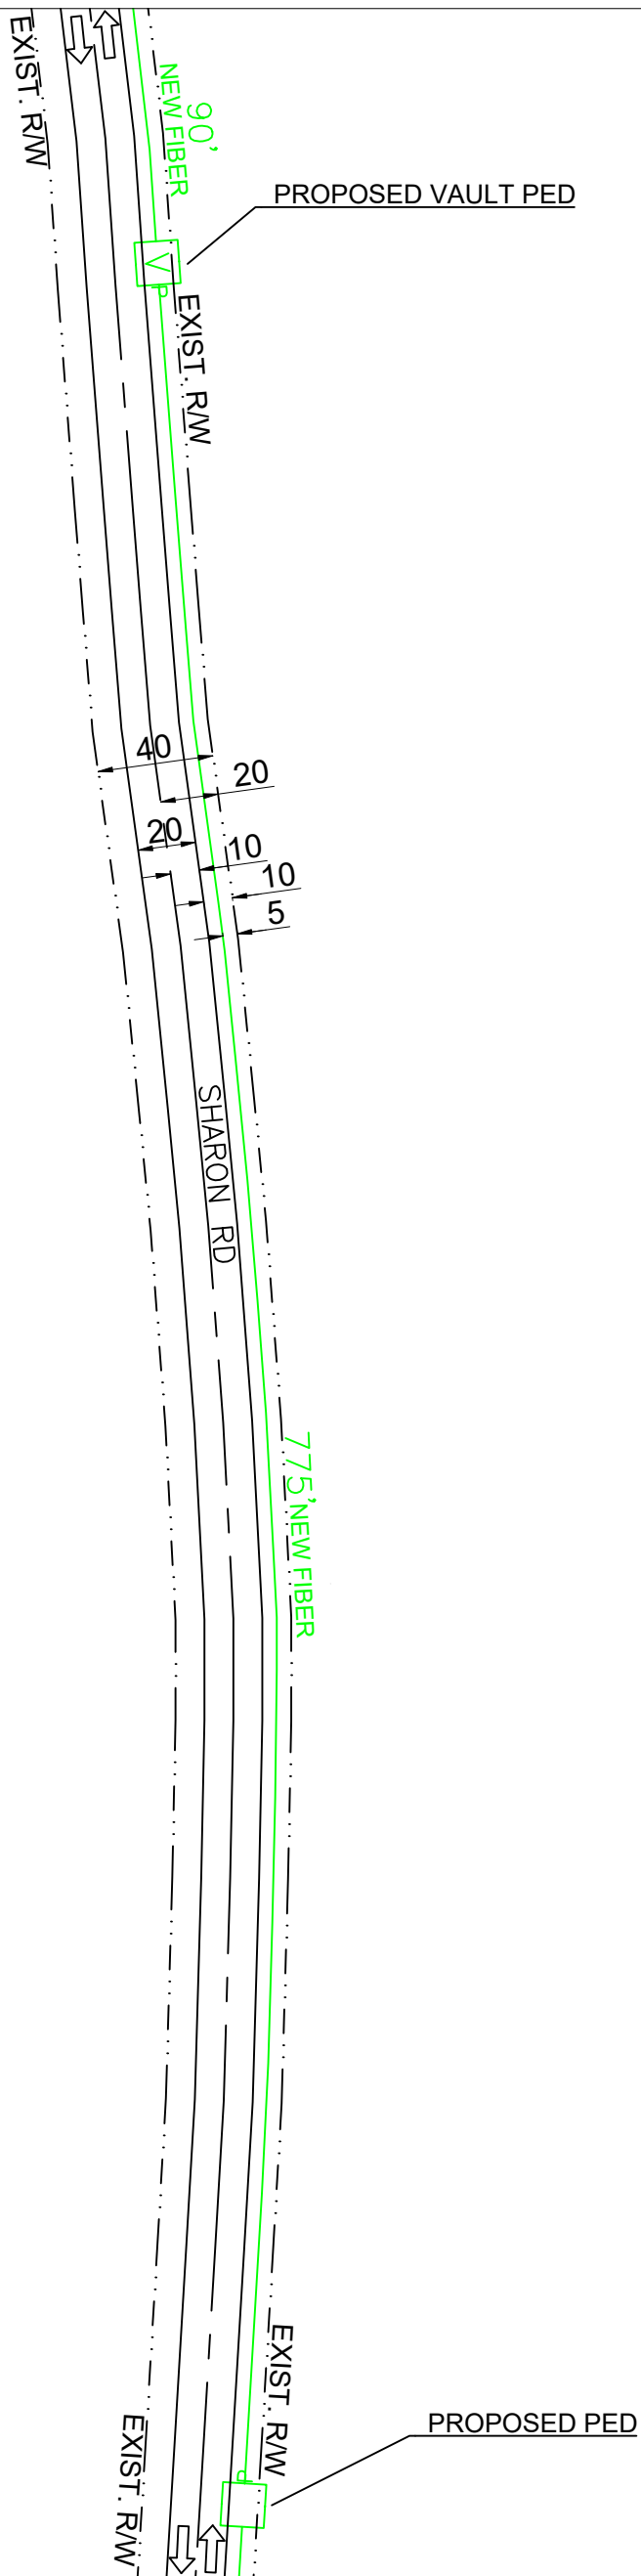 EXIST. R/W
90'
NEW FIBER
PROPOSED VAULT PED
V
P
EXIST. R/W
40
20
20
10
10
5
SHARON RD
775' NEW FIBER
EXIST. R/W
PROPOSED PED
P
EXIST. R/W